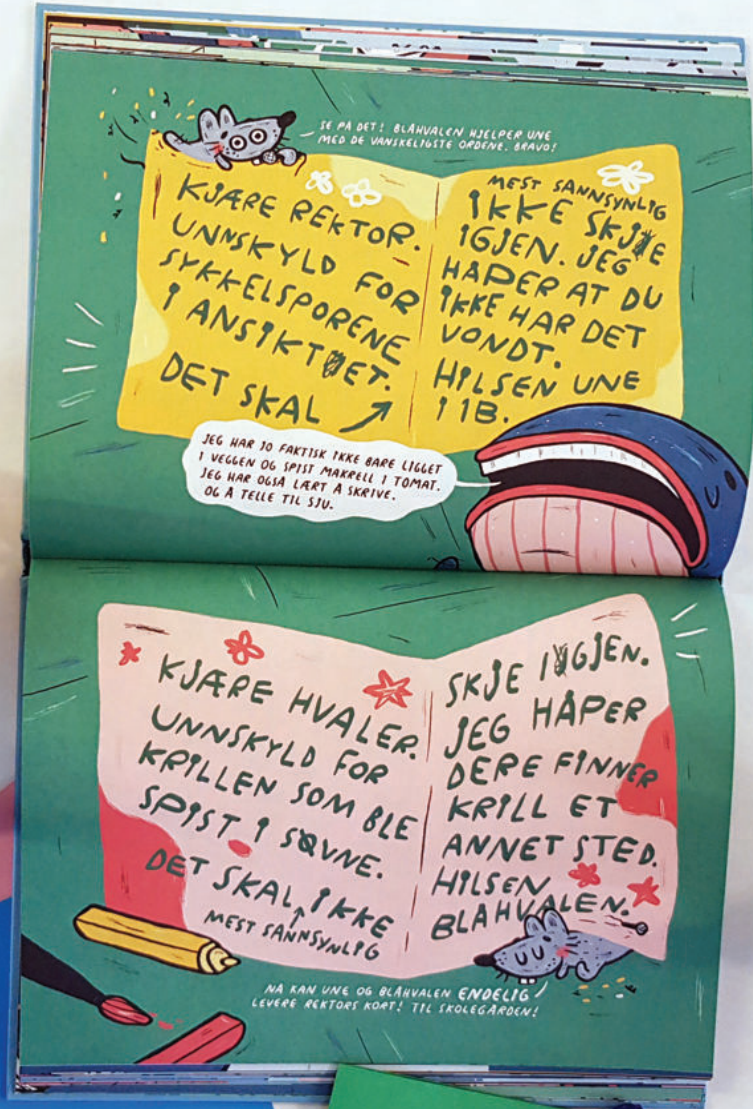 SE PÅ DET! BLÅHVALEN HJELPER UNE
MED DE VANSKELIGSTE ORDENE. BRAVO!
KJÆRE REKTOR.
UNNSKYLD FOR
SYKKELSPORENE
I ANSIKTET.
DET SKAL
MEST SANNSYNLIG
IKKE SKJE
IGJEN. JEG
HÅPER AT DU
IKKE HAR DET
VONDT.
HILSEN UNE
I 1B.
JEG HAR JO FAKTISK IKKE BARE LIGGET
I VEGGEN OG SPIST MAKRELL I TOMAT.
JEG HAR OGSÅ LÆRT Å SKRIVE.
OG Å TELLE TIL SJU.
KJÆRE HVALER.
UNNSKYLD FOR
KRILLEN SOM BLE
SPIST I SØVNE.
DET SKAL IKKE
MEST SANNSYNLIG
SKJE IGJEN.
JEG HÅPER
DERE FINNER
KRILL ET
ANNET STED.
HILSEN
BLÅHVALEN.
NÅ KAN UNE OG BLÅHVALEN ENDELIG
LEVERE REKTORS KORT! TIL SKOLEGÅRDEN!